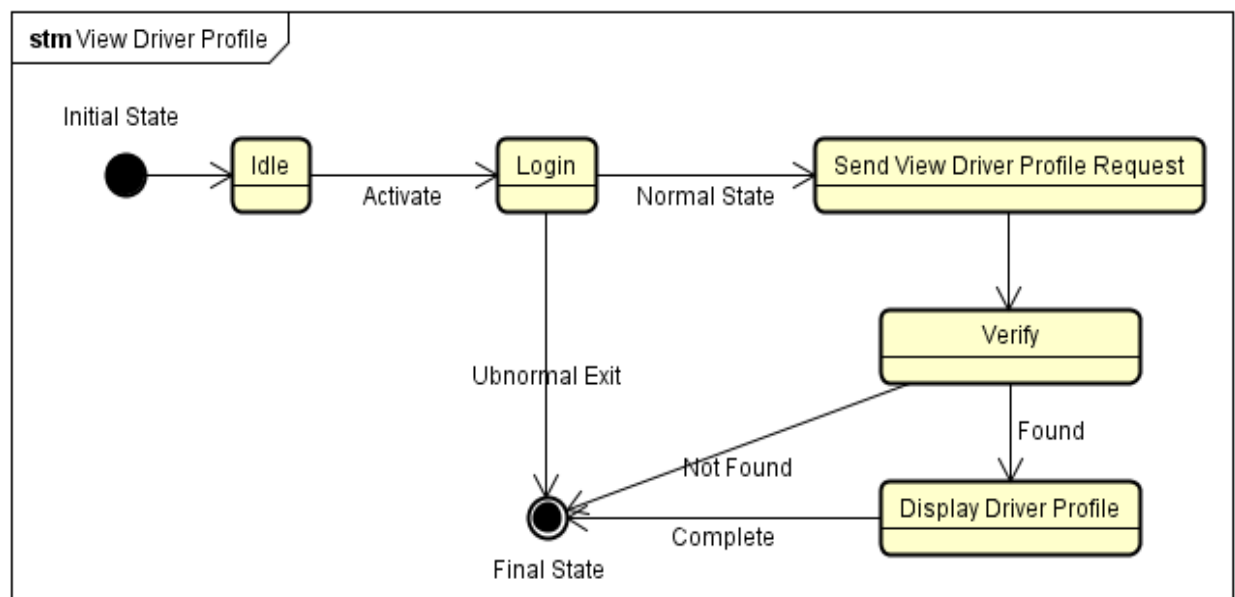 stm View Driver Profile
Initial State
Idle
Login
Send View Driver Profile Request
Activate
Normal State
Verify
Ubnormal Exit
Found
Not Found
Display Driver Profile
Complete
Final State